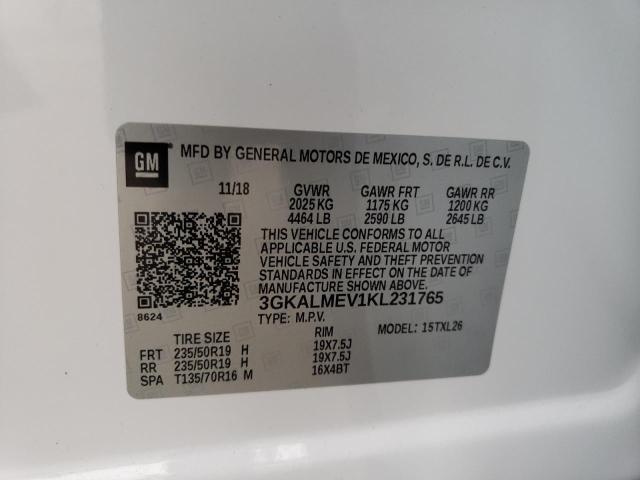 GM MFD BY GENERAL MOTORS DE MEXICO, S. DE R.L. DE C.V.
11/18 GVWR GAWR FRT GAWR RR
2025 KG 1175 KG 1200 KG
4464 LB 2590 LB 2645 LB
THIS VEHICLE CONFORMS TO ALL
APPLICABLE U.S. FEDERAL MOTOR
VEHICLE SAFETY AND THEFT PREVENTION
STANDARDS IN EFFECT ON THE DATE OF
MANUFACTURE SHOWN ABOVE.
8624 3GKALMEV1KL231765
TYPE: M.P.V. MODEL: 15TXL26
TIRE SIZE RIM
FRT 235/50R19 H 19X7.5J
RR 235/50R19 H 19X7.5J
SPA T135/70R16 M 16X4BT